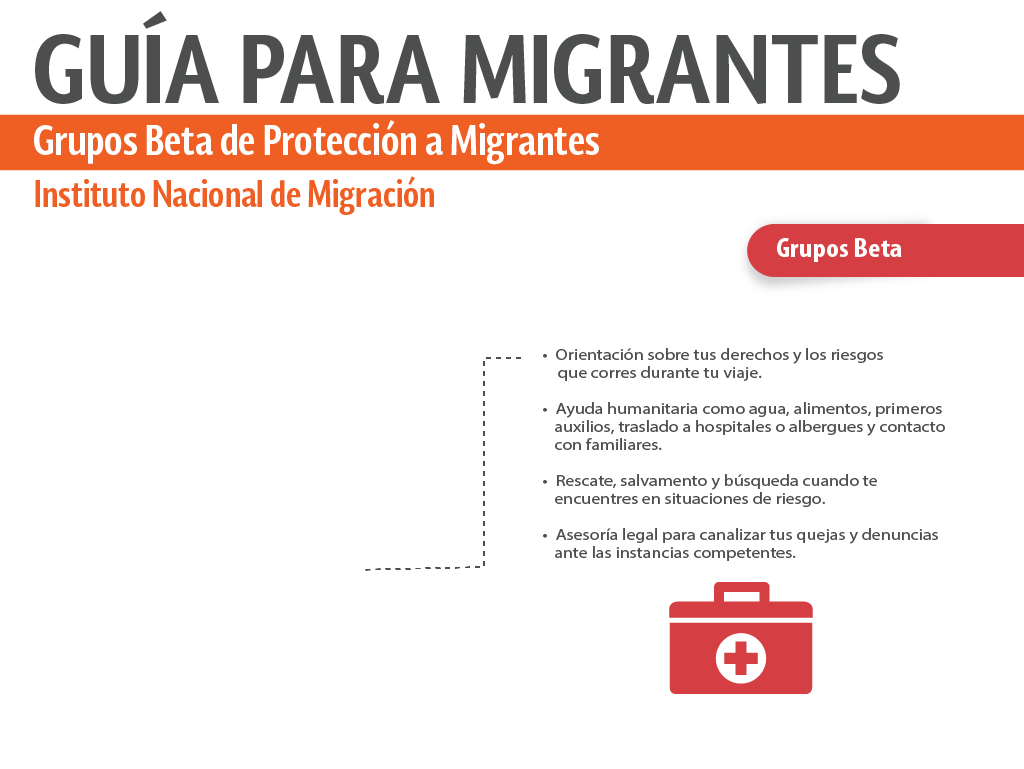 GUÍA PARA MIGRANTES
Grupos Beta de Protección a Migrantes
Instituto Nacional de Migración
Grupos Beta
• Orientación sobre tus derechos y los riesgos
que corres durante tu viaje.
• Ayuda humanitaria como agua, alimentos, primeros
auxilios, traslado a hospitales o albergues y contacto
con familiares.
• Rescate, salvamento y búsqueda cuando te
encuentres en situaciones de riesgo.
• Asesoría legal para canalizar tus quejas y denuncias
ante las instancias competentes.